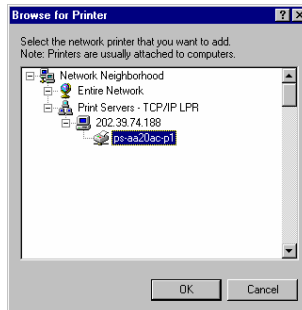 Browse for Printer
Select the network printer that you want to add.
Note: Printers are usually attached to computers.
Network Neighborhood
Entire Network
Print Servers - TCP/IP LPR
202.39.74.188
ps-aa20ac-p1
OK Cancel